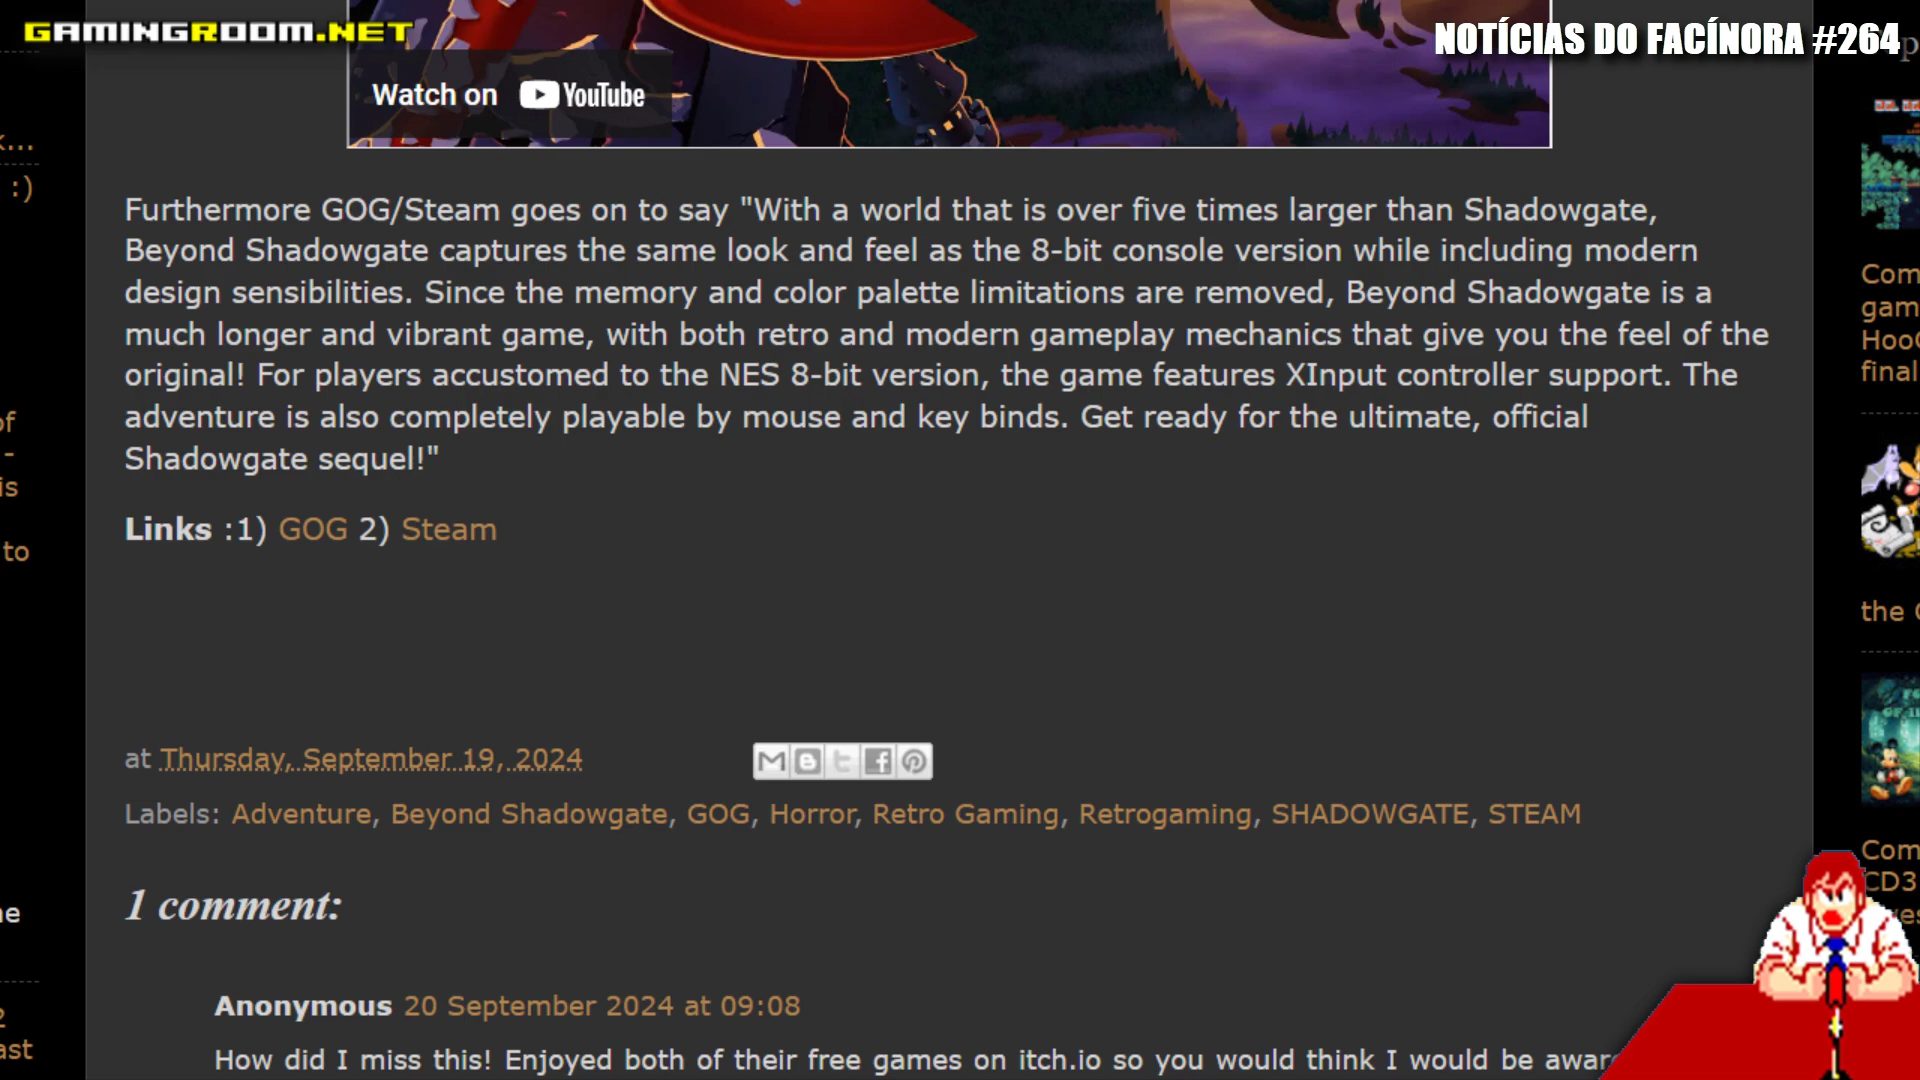 GAMINGROOM.NET
NOTÍCIAS DO FACÍNORA #264
Watch on YouTube
:)
Furthermore GOG/Steam goes on to say "With a world that is over five times larger than Shadowgate,
Beyond Shadowgate captures the same look and feel as the 8-bit console version while including modern
design sensibilities. Since the memory and color palette limitations are removed, Beyond Shadowgate is a
much longer and vibrant game, with both retro and modern gameplay mechanics that give you the feel of the
original! For players accustomed to the NES 8-bit version, the game features XInput controller support. The
adventure is also completely playable by mouse and key binds. Get ready for the ultimate, official
Shadowgate sequel!"
Links :1) GOG 2) Steam
at Thursday, September 19, 2024
Labels: Adventure, Beyond Shadowgate, GOG, Horror, Retro Gaming, Retrogaming, SHADOWGATE, STEAM
1 comment:
Anonymous 20 September 2024 at 09:08
How did I miss this! Enjoyed both of their free games on itch.io so you would think I would be
to
Com
gam
final
the
Com
CD3